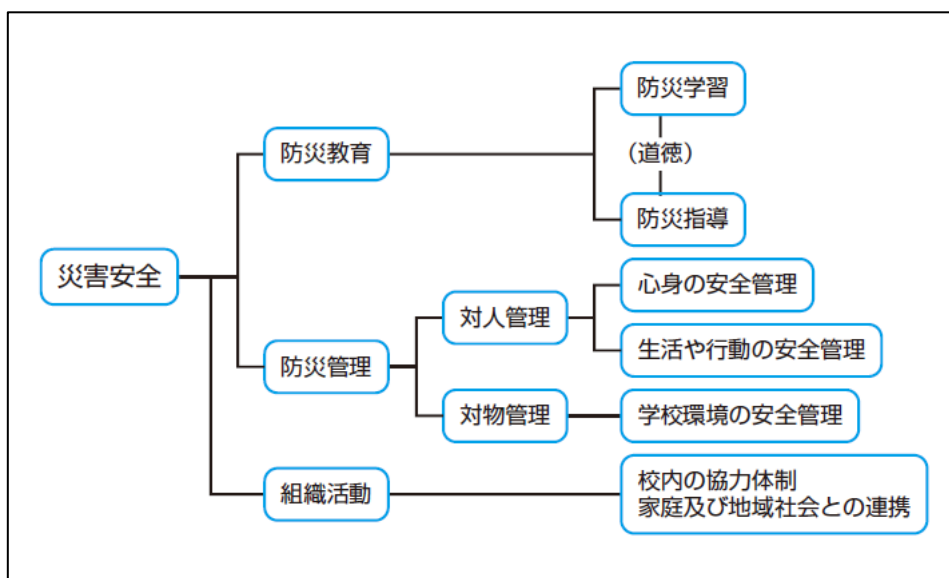 災害安全
防災教育
防災学習
（道徳）
防災指導
防災管理
対人管理
心身の安全管理
生活や行動の安全管理
対物管理
学校環境の安全管理
組織活動
校内の協力体制
家庭及び地域社会との連携